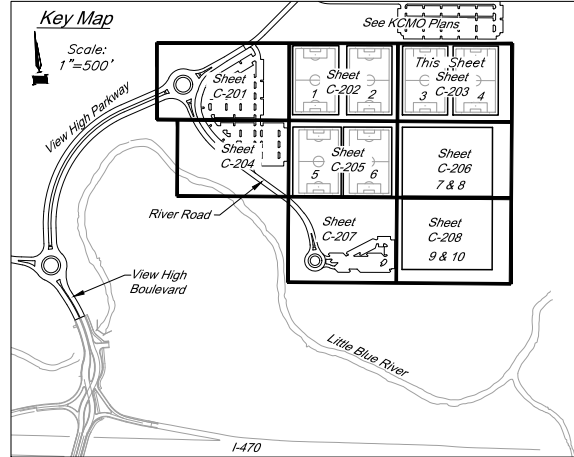 Key Map
Scale:
1"=500'
See KCMO Plans
View High Parkway
Sheet
C-201
Sheet
C-202
1
2
This Sheet
Sheet
C-203
3
4
Sheet
C-204
Sheet
C-205
5
6
Sheet
C-206
7 & 8
River Road
Sheet
C-207
Sheet
C-208
9 & 10
View High
Boulevard
Little Blue River
I-470